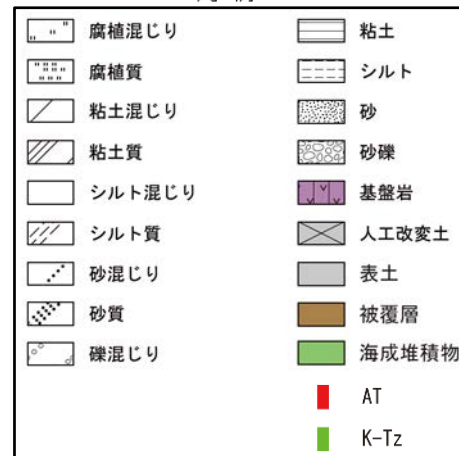 腐植混じり
腐植質
粘土混じり
粘土質
シルト混じり
シルト質
砂混じり
砂質
礫混じり
粘土
シルト
砂
砂礫
基盤岩
人工改変土
表土
被覆層
海成堆積物
AT
K-Tz